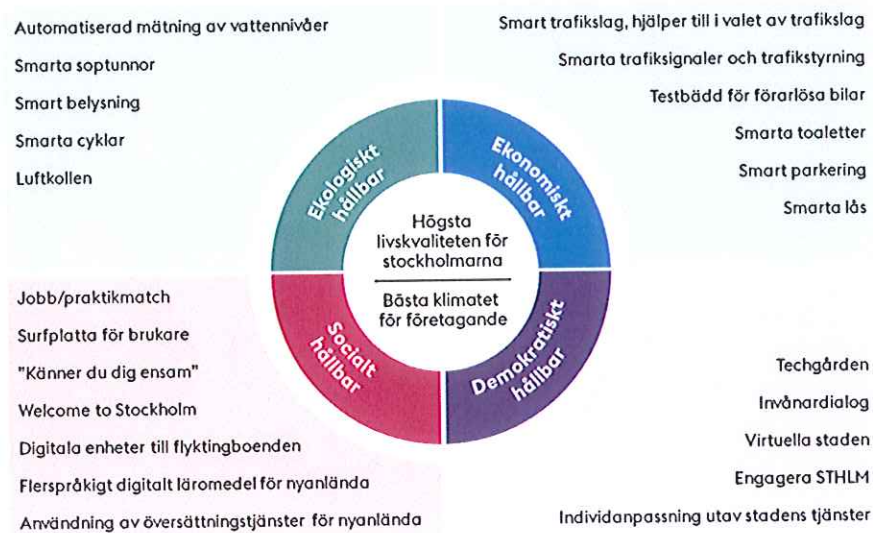 Automatiserad mätning av vattennivåer
Smarta soptunnor
Smart belysning
Smarta cyklar
Luftkollen
Smart trafikslag, hjälper till i valet av trafikslag
Smarta trafiksignaler och trafikstyrning
Testbädd för förarlösa bilar
Smarta toaletter
Smart parkering
Smarta lås
Ekologiskt
hållbar
Ekonomiskt
hållbar
Högsta
livskvaliteten för
stockholmarna
Bästa klimatet
för företagande
Socialt
hållbar
Demokratiskt
hållbar
Jobb/praktikmatch
Surfplatta för brukare
"Känner du dig ensam"
Welcome to Stockholm
Digitala enheter till flyktingboenden
Flerspråkigt digitalt läromedel för nyanlända
Användning av översättningstjänster för nyanlända
Techgården
Invånardialog
Virtuella staden
Engagera STHLM
Individanpassning utav stadens tjänster